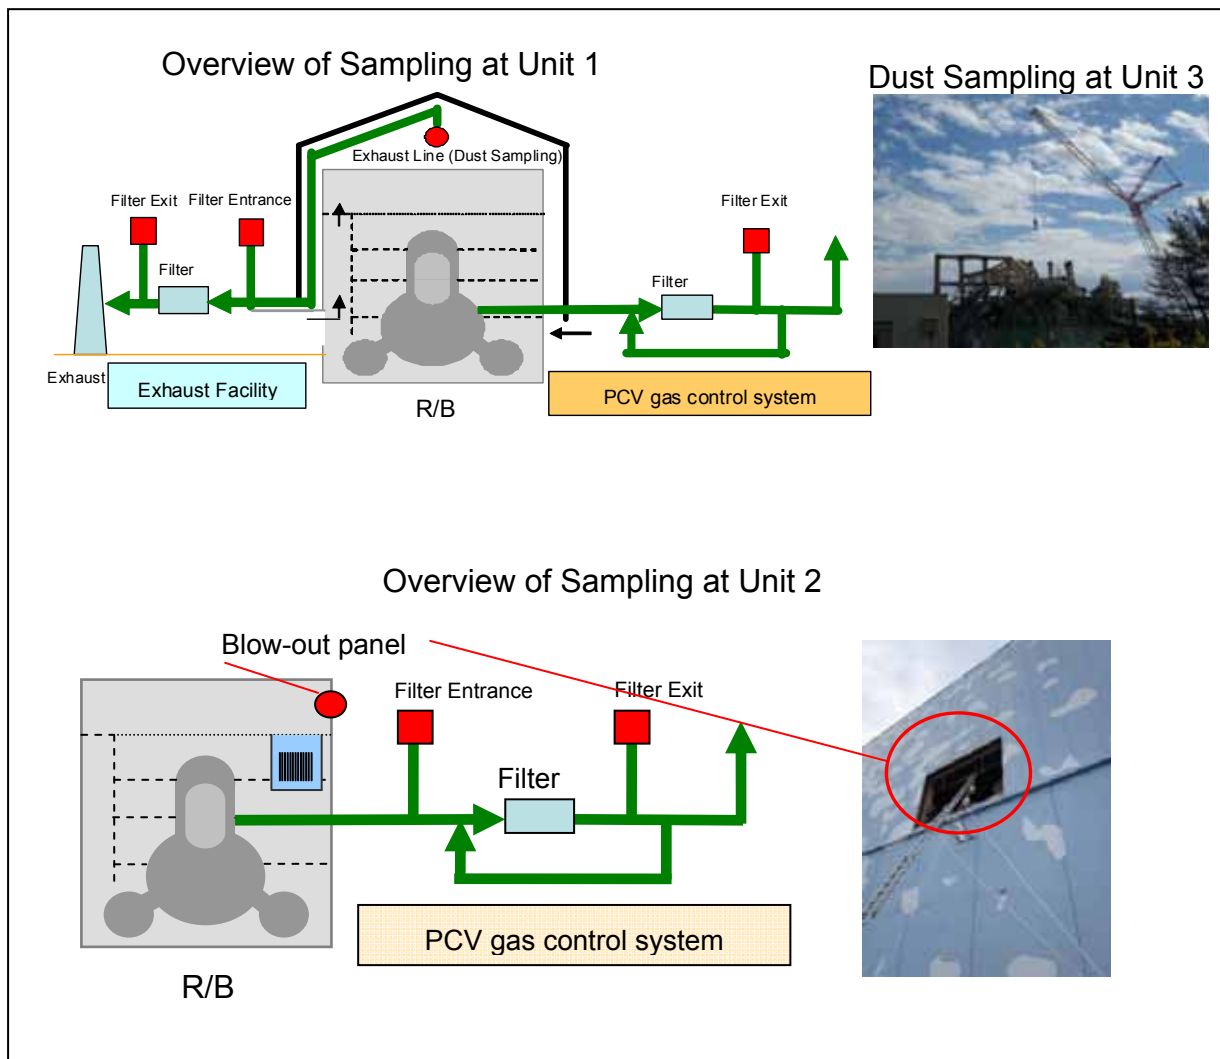 Overview of Sampling at Unit 1
Dust Sampling at Unit 3
Exhaust Line (Dust Sampling)
Filter Exit
Filter Entrance
Filter Exit
Filter
Filter
Exhaust
Exhaust Facility
R/B
PCV gas control system
Overview of Sampling at Unit 2
Blow-out panel
Filter Entrance
Filter Exit
Filter
PCV gas control system
R/B